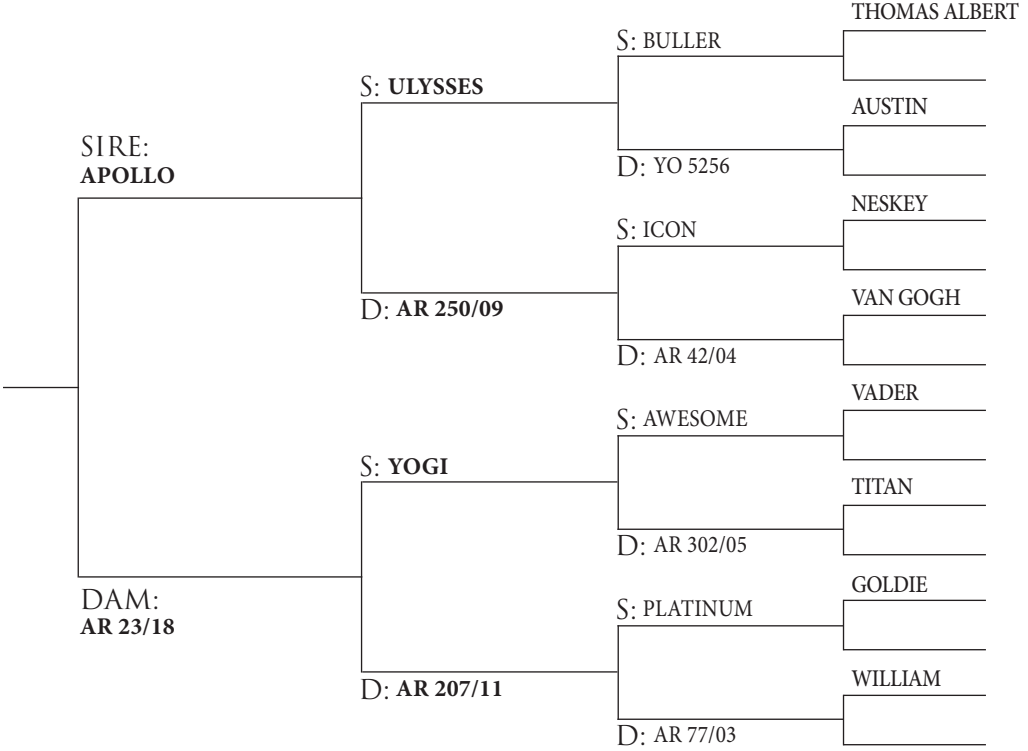 THOMAS ALBERT
S: BULLER
S: ULYSSES
AUSTIN
SIRE:
APOLLO
D: YO 5256
NESKEY
S: ICON
VAN GOGH
D: AR 250/09
D: AR 42/04
VADER
S: AWESOME
S: YOGI
TITAN
D: AR 302/05
DAM:
AR 23/18
GOLDIE
S: PLATINUM
WILLIAM
D: AR 207/11
D: AR 77/03